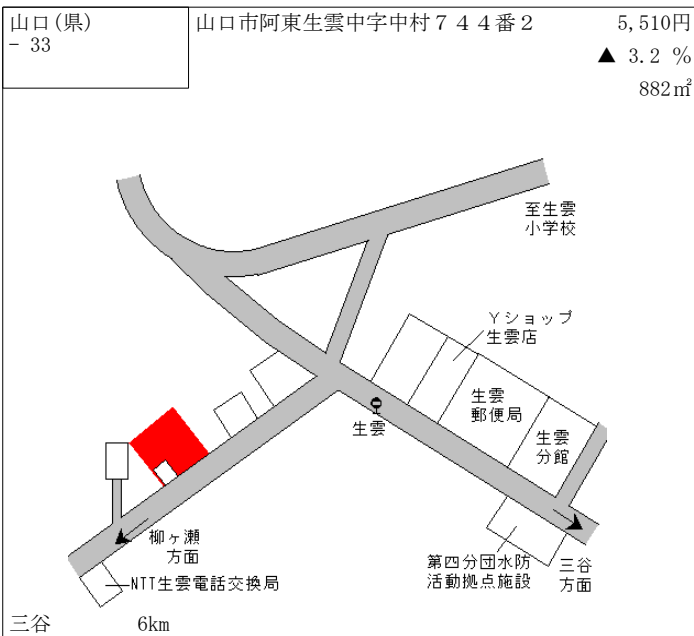 山口(県)
- 33
山口市阿東生雲中字中村７４４番２
5,510円
▲ 3.2 %
882㎡
至生雲
小学校
Ｙショップ
生雲店
生雲
郵便局
生雲
分館
生雲
柳ヶ瀬
方面
NTT生雲電話交換局
第四分団水防
活動拠点施設
三谷
方面
三谷 6km